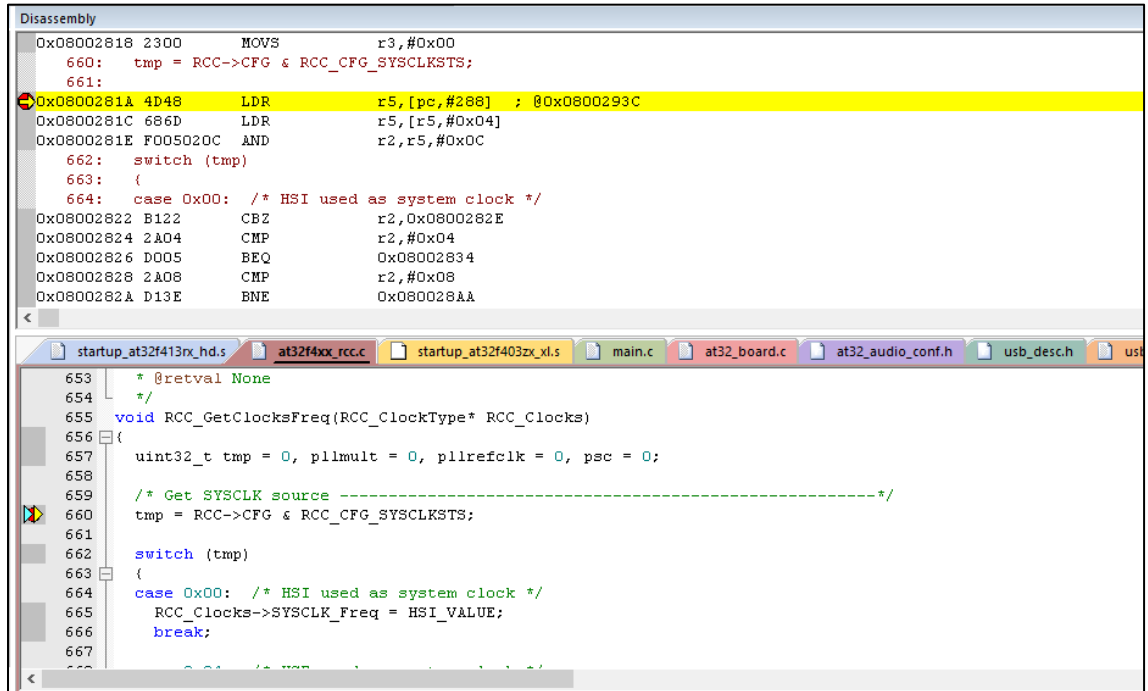 Disassembly
0x08002818 2300 MOVS r3,#0x00
660: tmp = RCC->CFG & RCC_CFG_SYSCLKSTS;
661:
0x0800281A 4D48 LDR r5,[pc,#288] ; @0x0800293C
0x0800281C 686D LDR r5,[r5,#0x04]
0x0800281E F005020C AND r2,r5,#0x0C
662: switch (tmp)
663: {
664: case 0x00: /* HSI used as system clock */
0x08002822 B122 CBZ r2,0x0800282E
0x08002824 2A04 CMP r2,#0x04
0x08002826 D005 BEQ 0x08002834
0x08002828 2A08 CMP r2,#0x08
0x0800282A D13E BNE 0x080028AA
startup_at32f413rx_hd.s at32f4xx_rcc.c startup_at32f403zx_xl.s main.c at32_board.c at32_audio_conf.h usb_desc.h usb
653 * @retval None
654 */
655 void RCC_GetClocksFreq(RCC_ClockType* RCC_Clocks)
656 {
657 uint32_t tmp = 0, pllmult = 0, pllrefclk = 0, psc = 0;
658
659 /* Get SYSCLK source -------------------------------------------------------*/
660 tmp = RCC->CFG & RCC_CFG_SYSCLKSTS;
661
662 switch (tmp)
663 {
664 case 0x00: /* HSI used as system clock */
665 RCC_Clocks->SYSCLK_Freq = HSI_VALUE;
666 break;
667